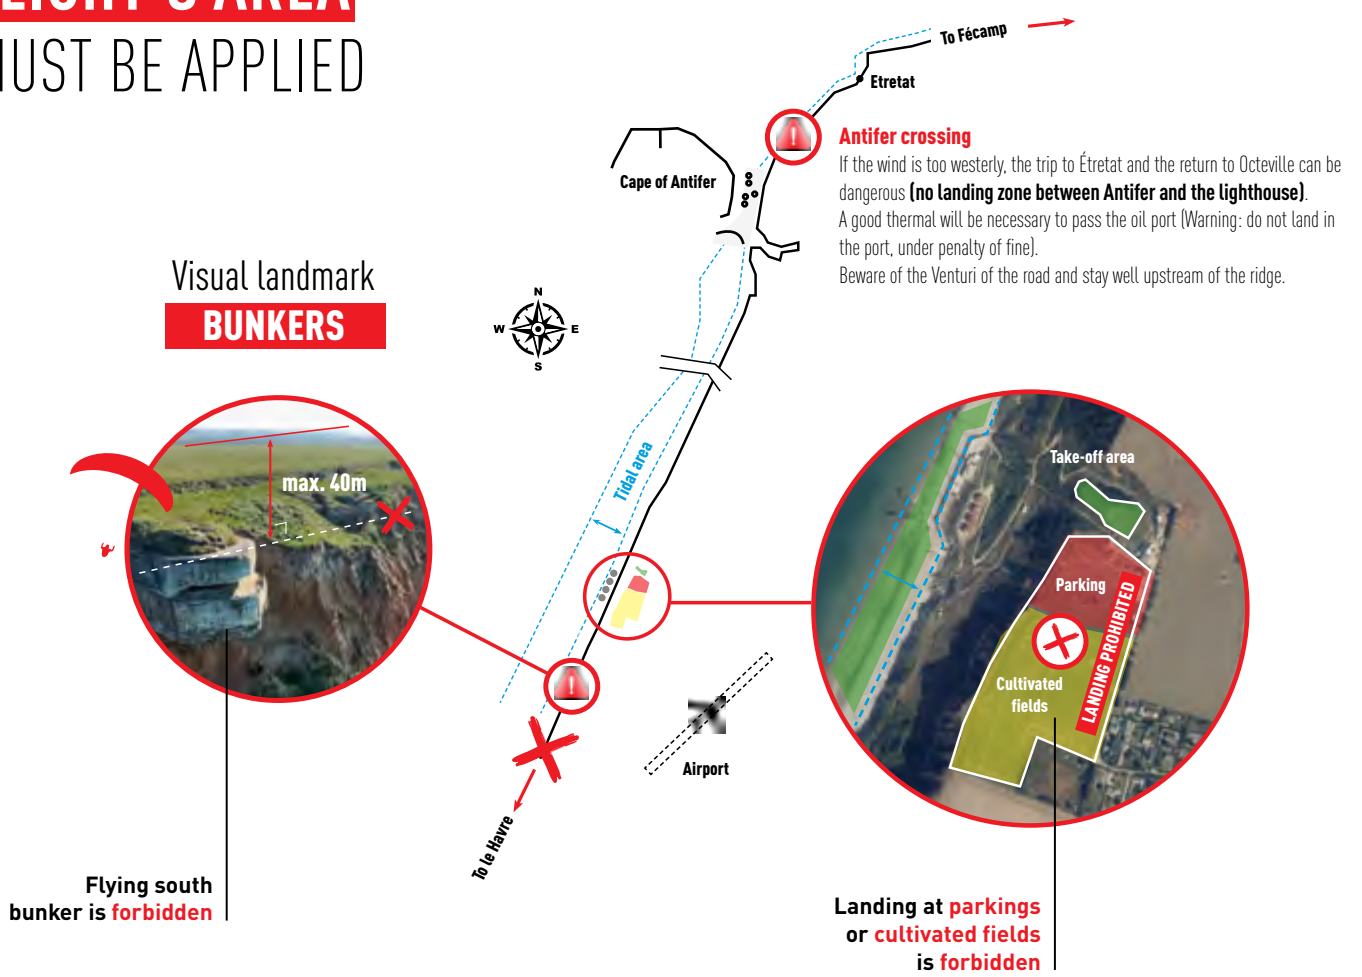 MUST BE APPLIED
To Fécamp
Etretat
Antifer crossing
If the wind is too westerly, the trip to Étretat and the return to Octeville can be
dangerous (no landing zone between Antifer and the lighthouse).
A good thermal will be necessary to pass the oil port (Warning: do not land in
the port, under penalty of fine).
Beware of the Venturi of the road and stay well upstream of the ridge.
Cape of Antifer
Visual landmark
BUNKERS
N
W
E
S
max. 40m
Tidal area
Take-off area
Parking
LANDING PROHIBITED
Cultivated
fields
Airport
To le Havre
Flying south
bunker is forbidden
Landing at parkings
or cultivated fields
is forbidden